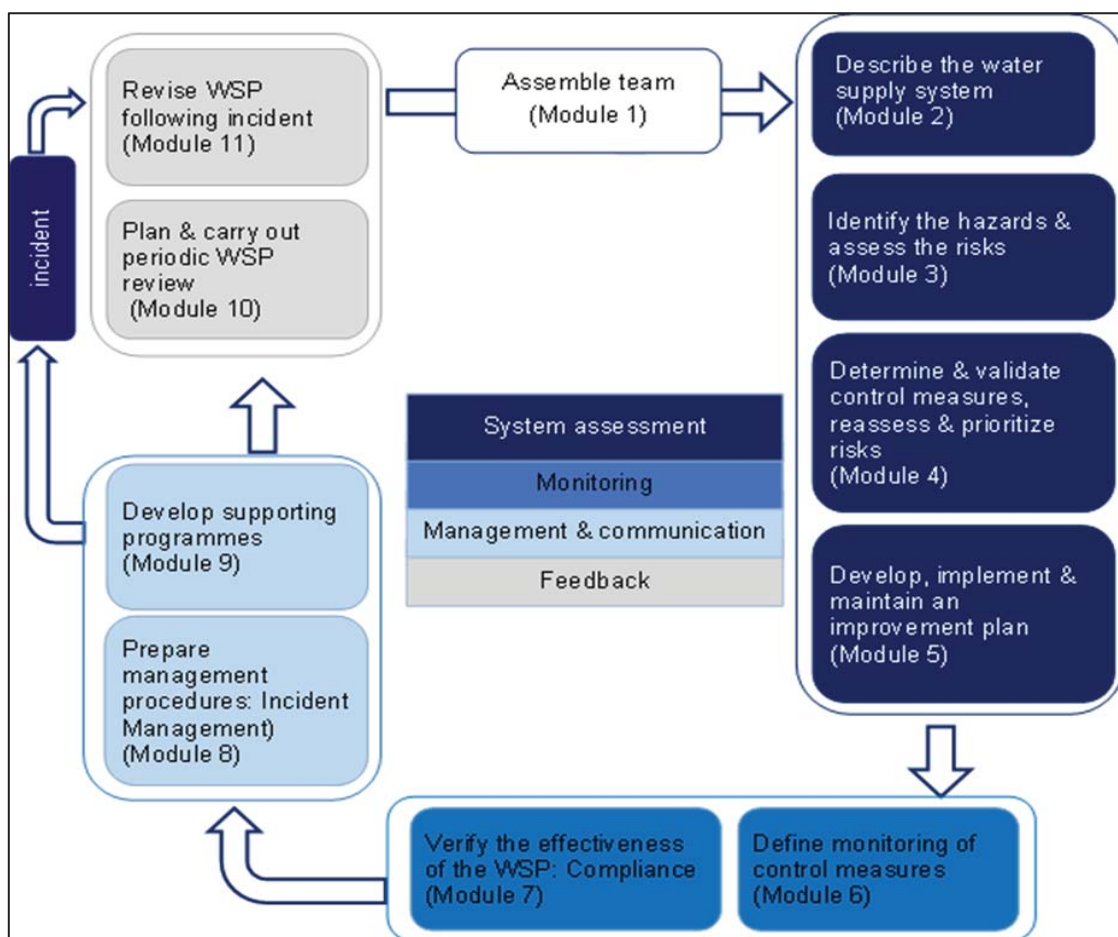 Revise WSP
following incident
(Module 11)
Plan & carry out
periodic WSP
review
(Module 10)
Assemble team
(Module 1)
Describe the water
supply system
(Module 2)
Identify the hazards &
assess the risks
(Module 3)
Determine & validate
control measures,
reassess & prioritize
risks
(Module 4)
Develop, implement &
maintain an
improvement plan
(Module 5)
incident
System assessment
Monitoring
Management & communication
Feedback
Develop supporting
programmes
(Module 9)
Prepare
management
procedures: Incident
Management)
(Module 8)
Verify the effectiveness
of the WSP: Compliance
(Module 7)
Define monitoring of
control measures
(Module 6)